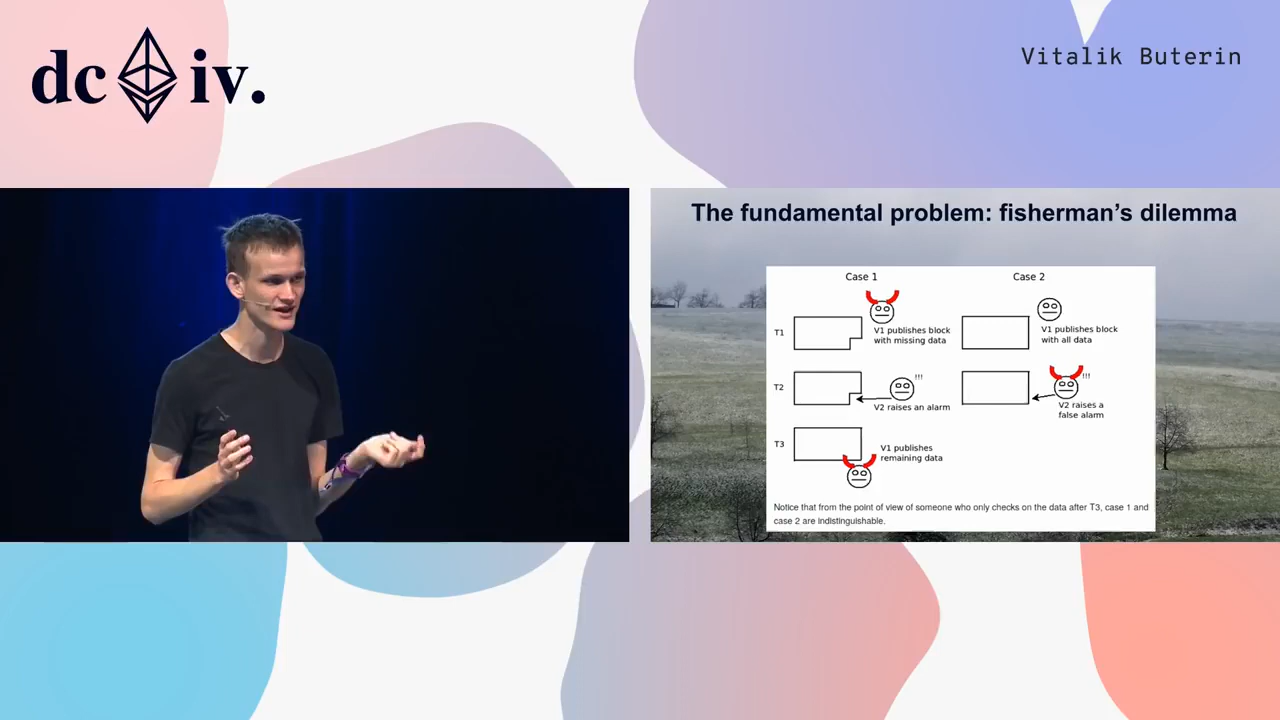 dc iv.
Vitalik Buterin
The fundamental problem: fisherman's dilemma
Case 1
Case 2
T1
V1 publishes block
with missing data
V1 publishes block
with all data
T2
!!!
V2 raises an alarm
!!!
V2 raises a
false alarm
T3
V1 publishes
remaining data
Notice that from the point of view of someone who only checks on the data after T3, case 1 and
case 2 are indistinguishable.